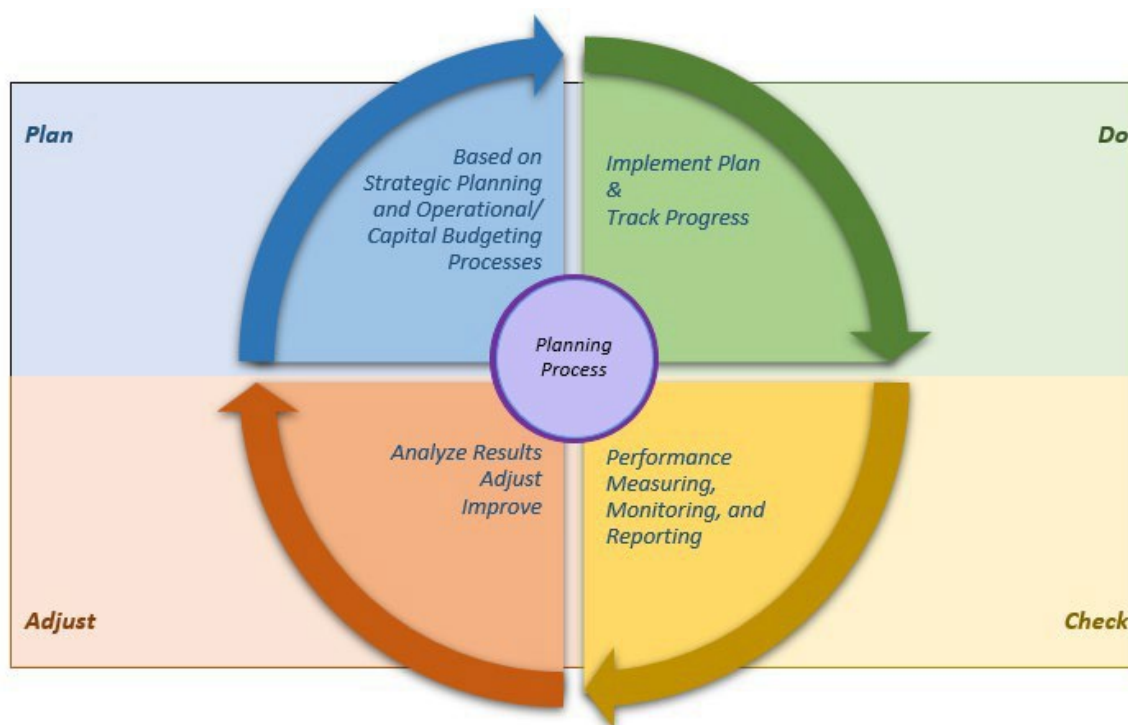 Plan
Based on
Strategic Planning
and Operational/
Capital Budgeting
Processes
Do
Implement Plan
&
Track Progress
Planning
Process
Adjust
Analyze Results
Adjust
Improve
Performance
Measuring,
Monitoring, and
Reporting
Check